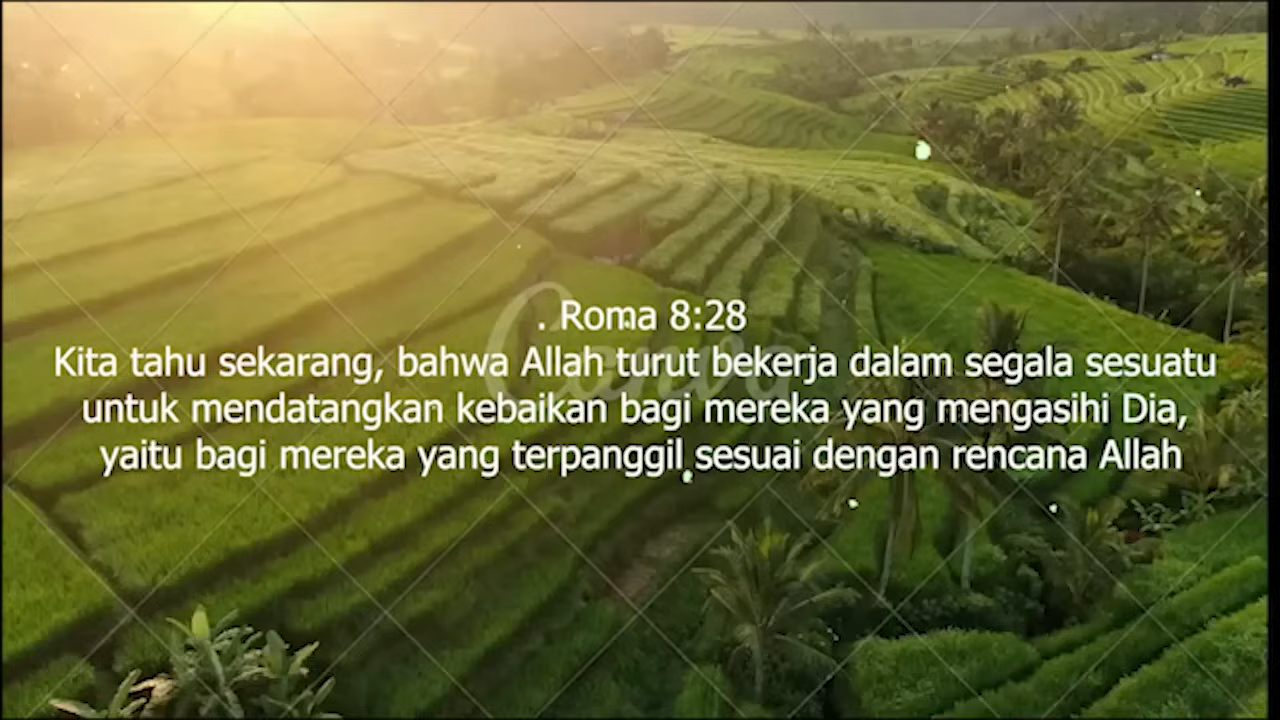 . Roma 8:28
Kita tahu sekarang, bahwa Allah turut bekerja dalam segala sesuatu
untuk mendatangkan kebaikan bagi mereka yang mengasihi Dia,
yaitu bagi mereka yang terpanggil sesuai dengan rencana Allah
Canva